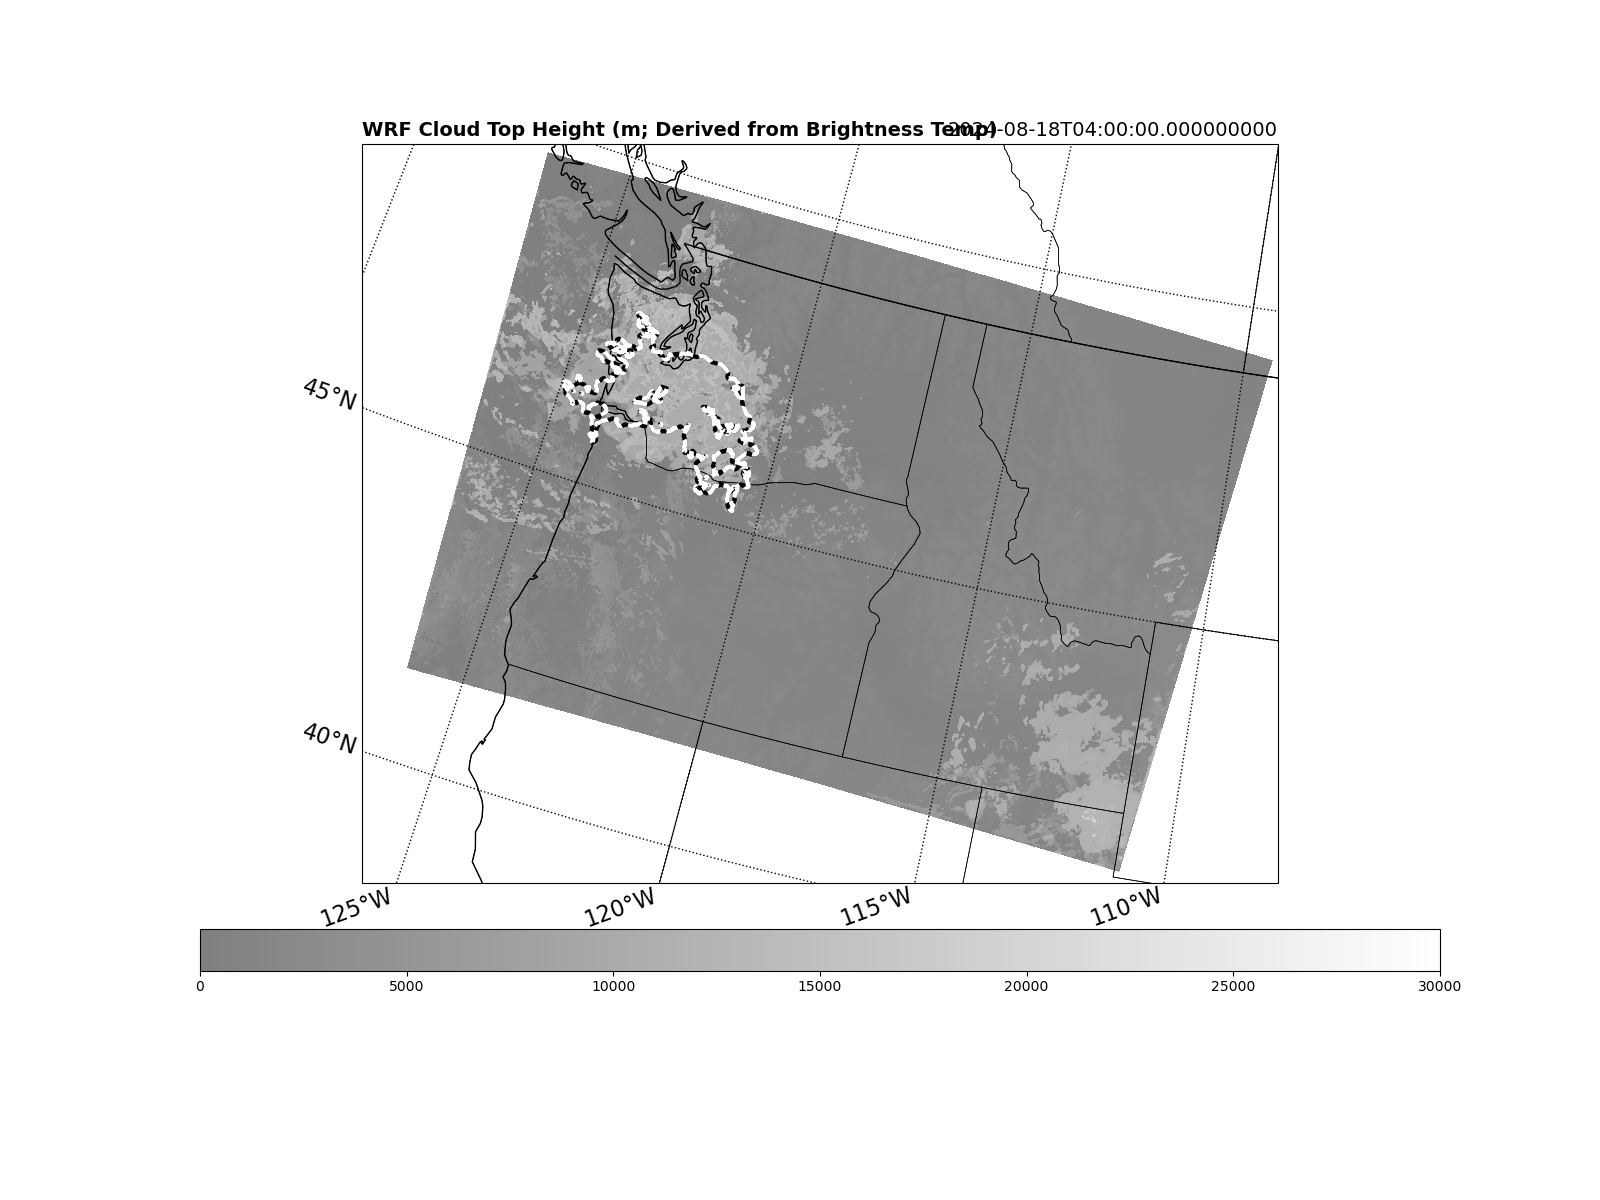 WRF Cloud Top Height (m; Derived from Brightness Temp)
2024-08-18T04:00:00.000000000
45°N
40°N
125°W 120°W 115°W 110°W
0 5000 10000 15000 20000 25000 30000